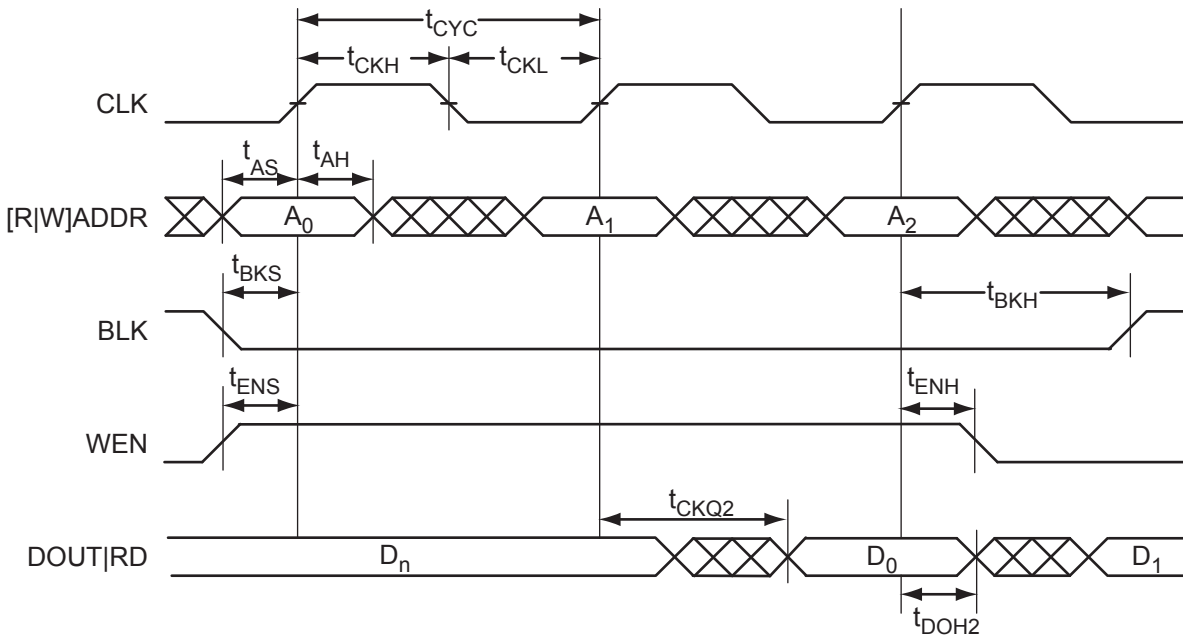 tCYC
tCKH tCKL
CLK
tAS tAH
[R|W]ADDR A0 A1 A2
tBKS tBKH
BLK
tENS tENH
WEN
tCKQ2
DOUT|RD Dn D0 D1
tDOH2